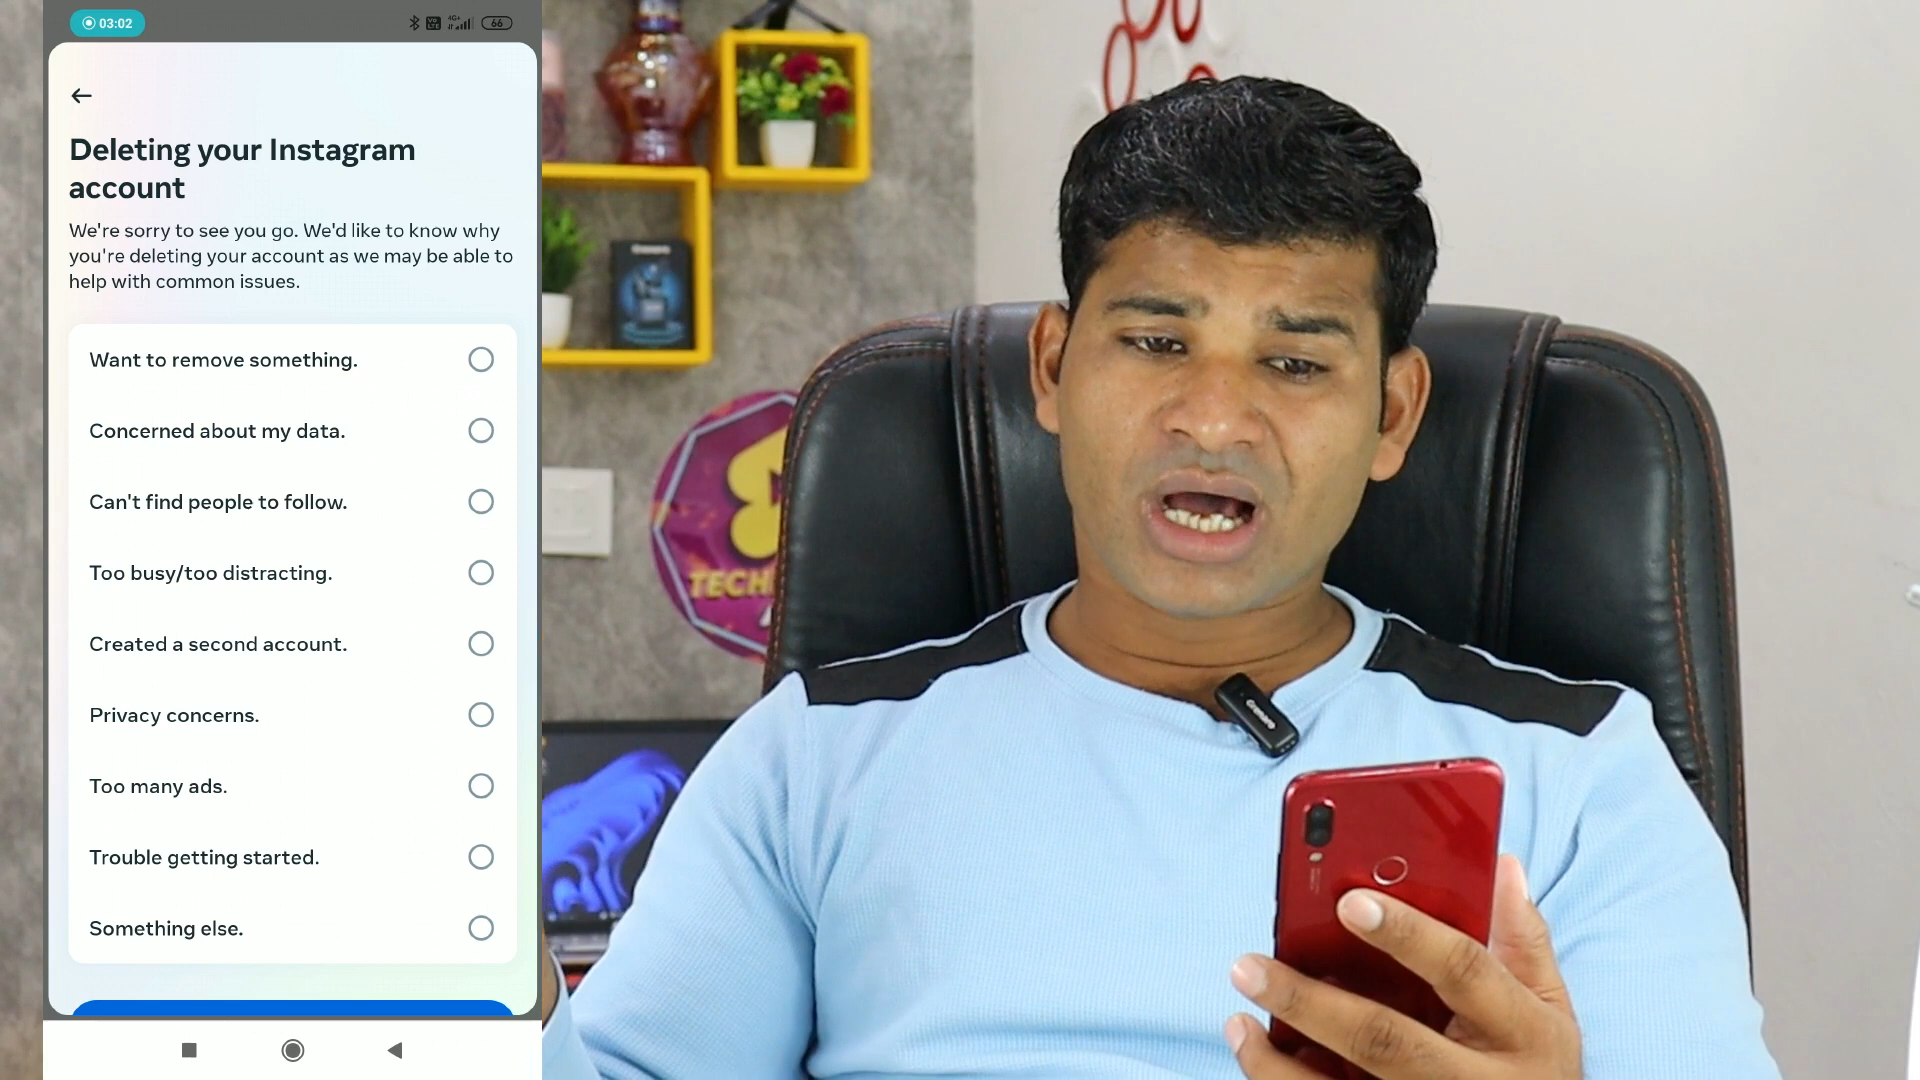 03:02
4G+
66
Deleting your Instagram
account
We're sorry to see you go. We'd like to know why
you're deleting your account as we may be able to
help with common issues.
Want to remove something.
Concerned about my data.
Can't find people to follow.
Too busy/too distracting.
Created a second account.
Privacy concerns.
Too many ads.
Trouble getting started.
Something else.
TECH